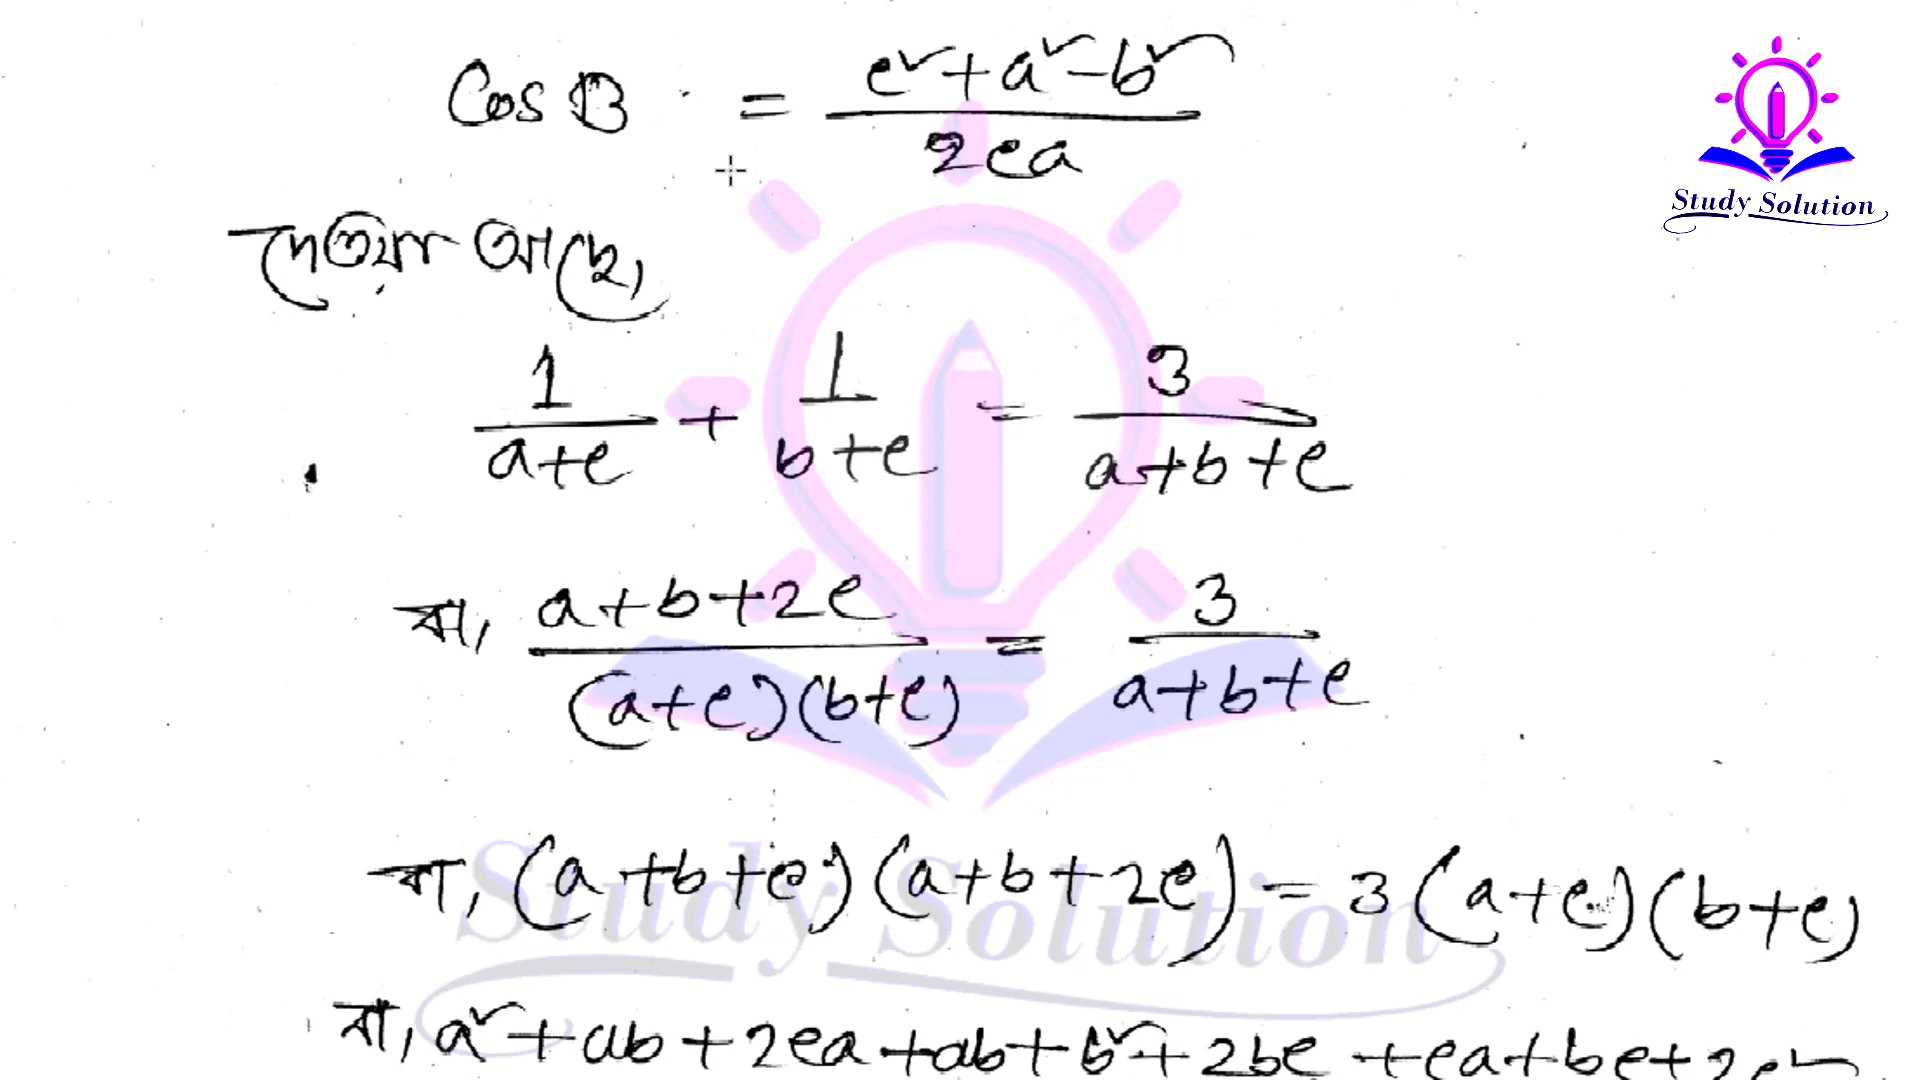 Cos B = c²+a²-b² / 2ca
Study Solution
দেওয়া আছে,
1/(a+c) + 1/(b+c) = 3/(a+b+c)
বা, (a+b+2c)/((a+c)(b+c)) = 3/(a+b+c)
বা, (a+b+c)(a+b+2c) = 3(a+c)(b+c)
Study Solution
বা, a²+ab+2ca+ab+b²+2bc+ca+bc+2c²